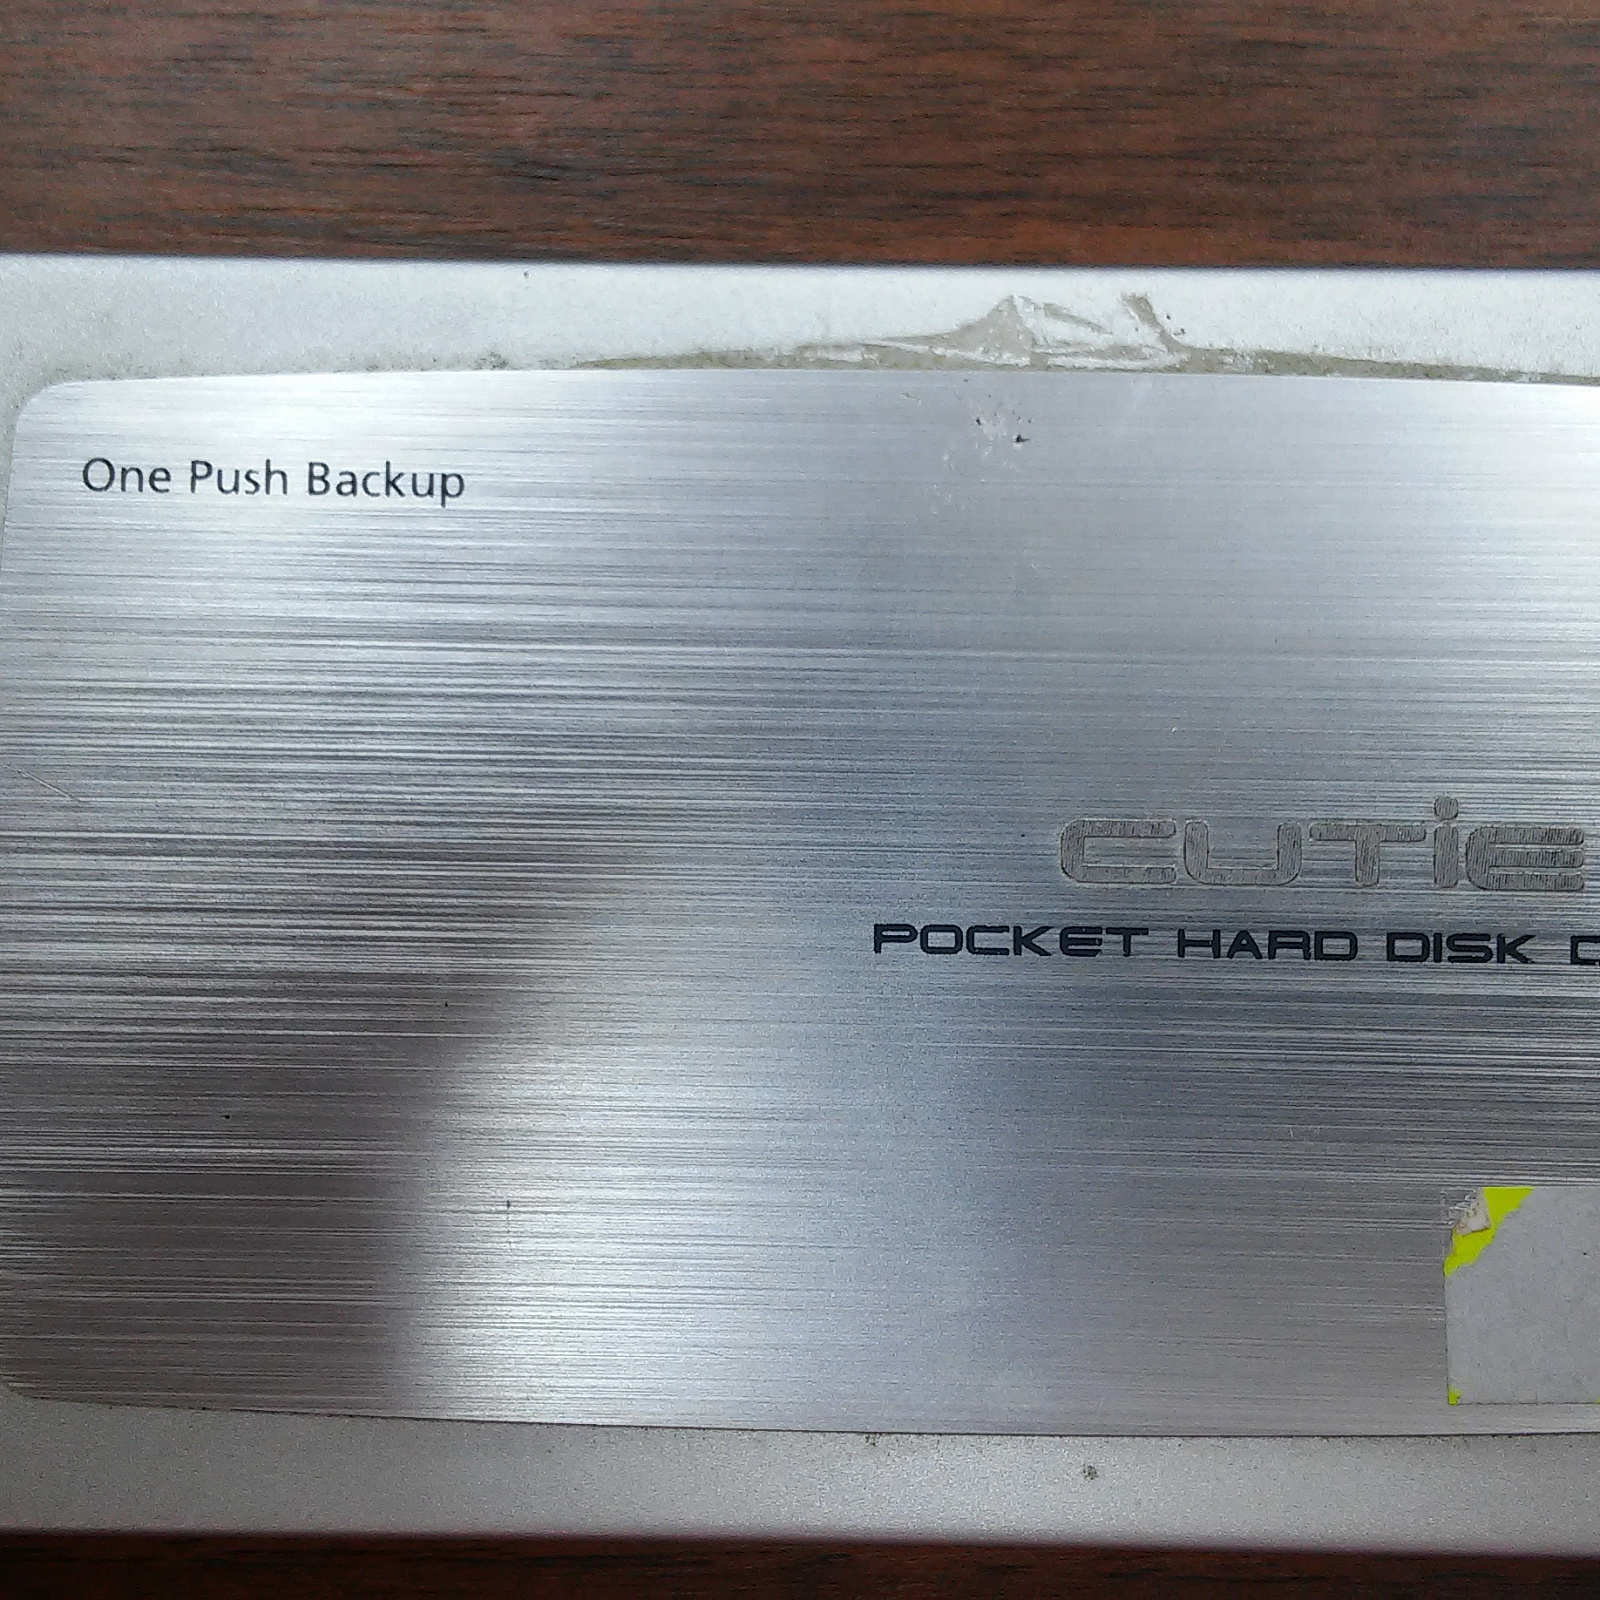 One Push Backup
CUTiE
POCKET HARD DISK